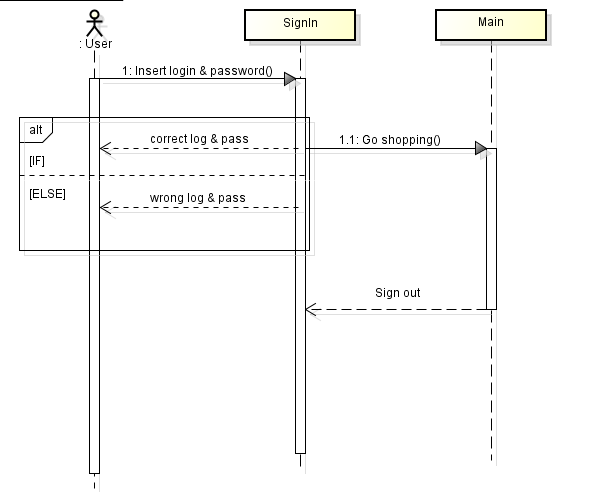 : User
SignIn
Main
1: Insert login & password()
alt
correct log & pass
1.1: Go shopping()
[IF]
[ELSE]
wrong log & pass
Sign out